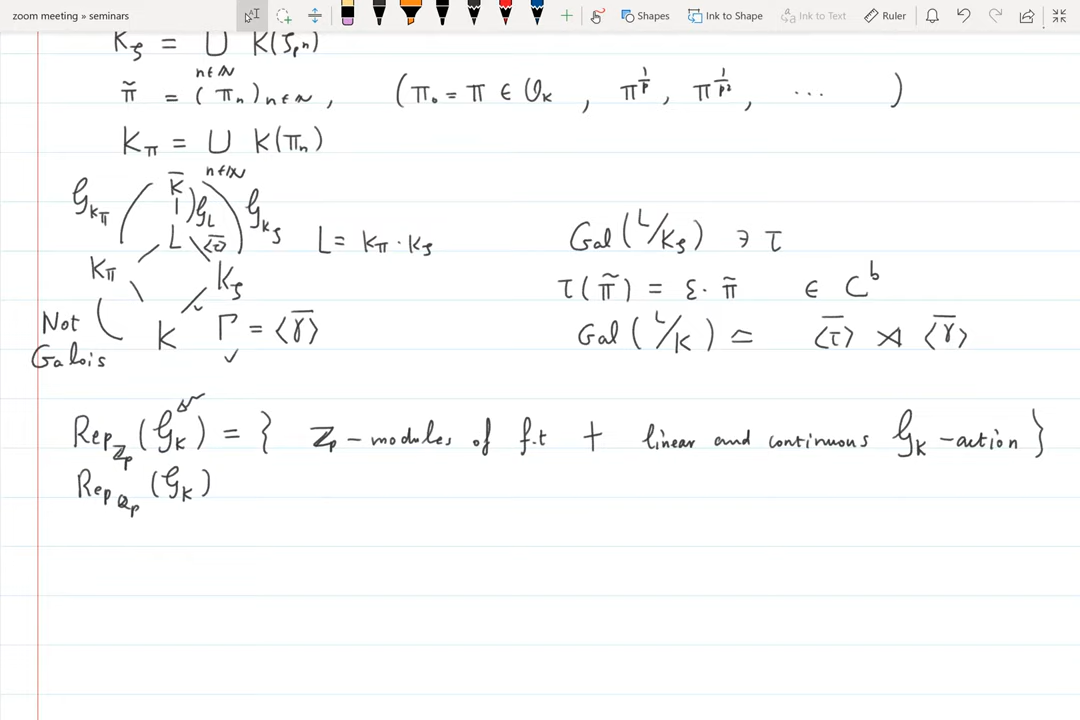 zoom meeting » seminars
Shapes
Ink to Shape
Ink to Text
Ruler
K_ζ = ∪_{n∈ℕ} K(ζ_{p^n})
π̃ = (π_n)_{n∈ℕ}, (π_0 = π ∈ 𝒪_K, π^{1/p}, π^{1/p²}, ... )
K_π = ∪_{n∈ℕ} K(π_n)
K̄
𝒢_{K_π} 𝒢_L 𝒢_{K_ζ}
L <τ̄> L = K_π · K_ζ Gal(L/K_ζ) ∋ τ
K_π K_ζ τ(π̃) = ε · π̃ ∈ C^♭
Not Galois K Γ = <γ̄> Gal(L/K) ≃ <τ̄> ⋊ <γ̄>
Rep_{ℤ_p}(𝒢_K) = { ℤ_p-modules of f.t + linear and continuous 𝒢_K-action }
Rep_{ℚ_p}(𝒢_K)